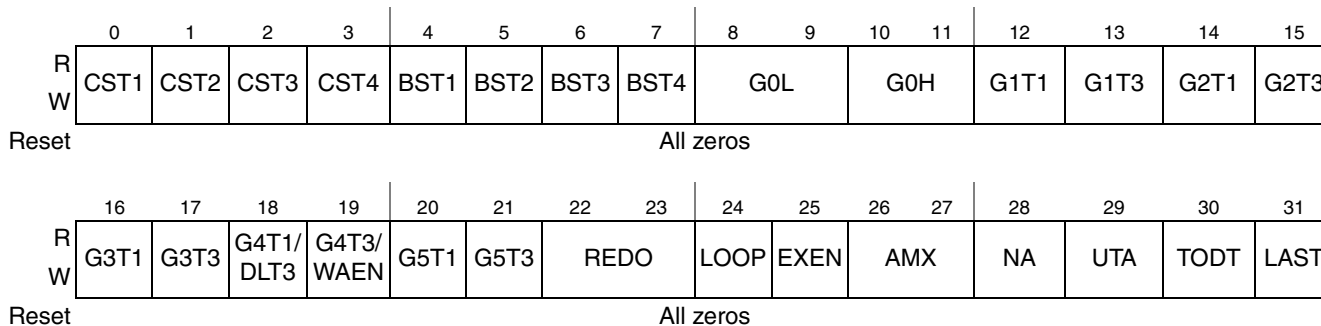 0 1 2 3 4 5 6 7 8 9 10 11 12 13 14 15
R
W
CST1 CST2 CST3 CST4 BST1 BST2 BST3 BST4 G0L G0H G1T1 G1T3 G2T1 G2T3
Reset All zeros
16 17 18 19 20 21 22 23 24 25 26 27 28 29 30 31
R
W
G3T1 G3T3 G4T1/ DLT3 G4T3/ WAEN G5T1 G5T3 REDO LOOP EXEN AMX NA UTA TODT LAST
Reset All zeros